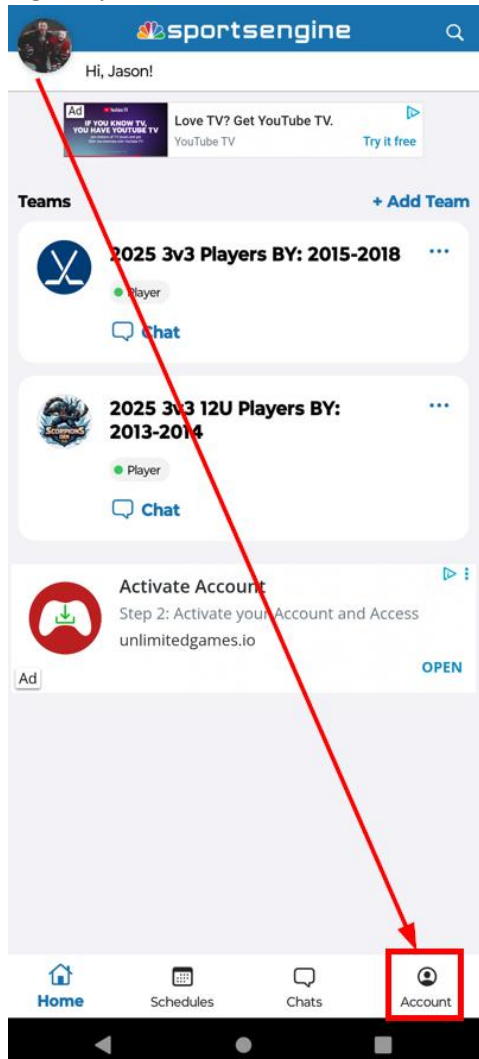 sportsengine
Hi, Jason!
Ad
YouTube TV
IF YOU KNOW TV,
YOU HAVE YOUTUBE TV
Love TV? Get YouTube TV.
YouTube TV
Try it free
Teams
+ Add Team
2025 3v3 Players BY: 2015-2018
Player
Chat
2025 3v3 12U Players BY:
2013-2014
SCORPIONS
Player
Chat
Activate Account
Step 2: Activate your Account and Access
unlimitedgames.io
Ad
OPEN
Home
Schedules
Chats
Account